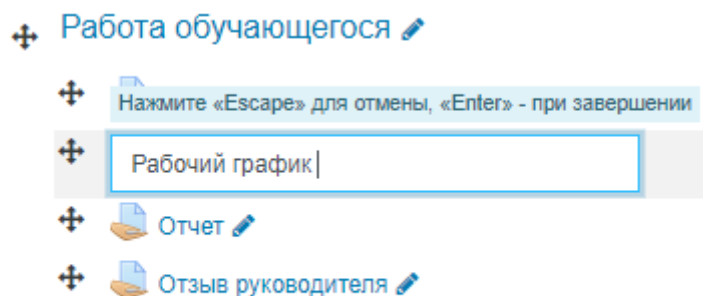 Работа обучающегося
Нажмите «Escape» для отмены, «Enter» - при завершении
Рабочий график
Отчет
Отзыв руководителя